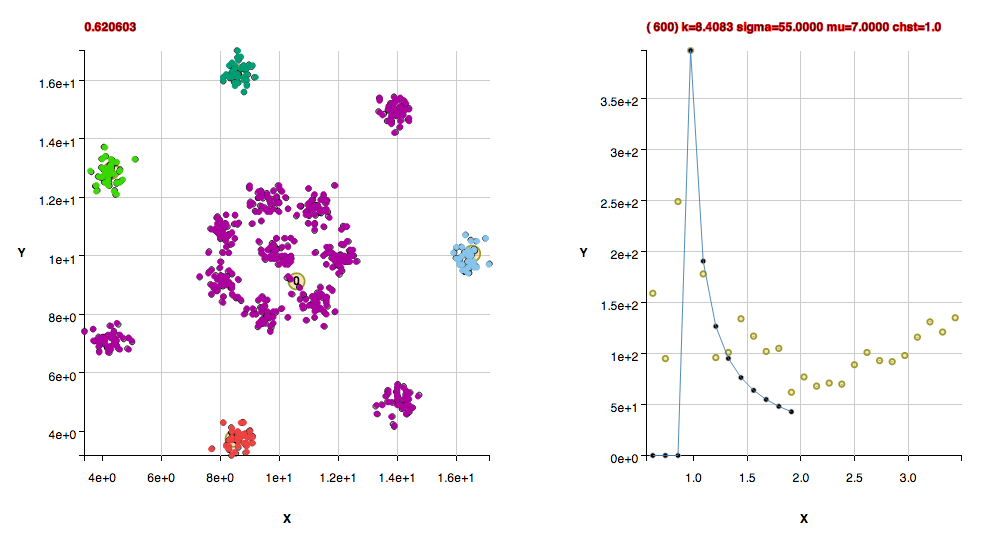 0.620603
1.6e+1
1.4e+1
1.2e+1
1e+1
8e+0
6e+0
4e+0
Y
0
4e+0 6e+0 8e+0 1e+1 1.2e+1 1.4e+1 1.6e+1
X
( 600) k=8.4083 sigma=55.0000 mu=7.0000 chst=1.0
3.5e+2
3e+2
2.5e+2
2e+2
1.5e+2
1e+2
5e+1
0e+0
Y
1.0 1.5 2.0 2.5 3.0
X